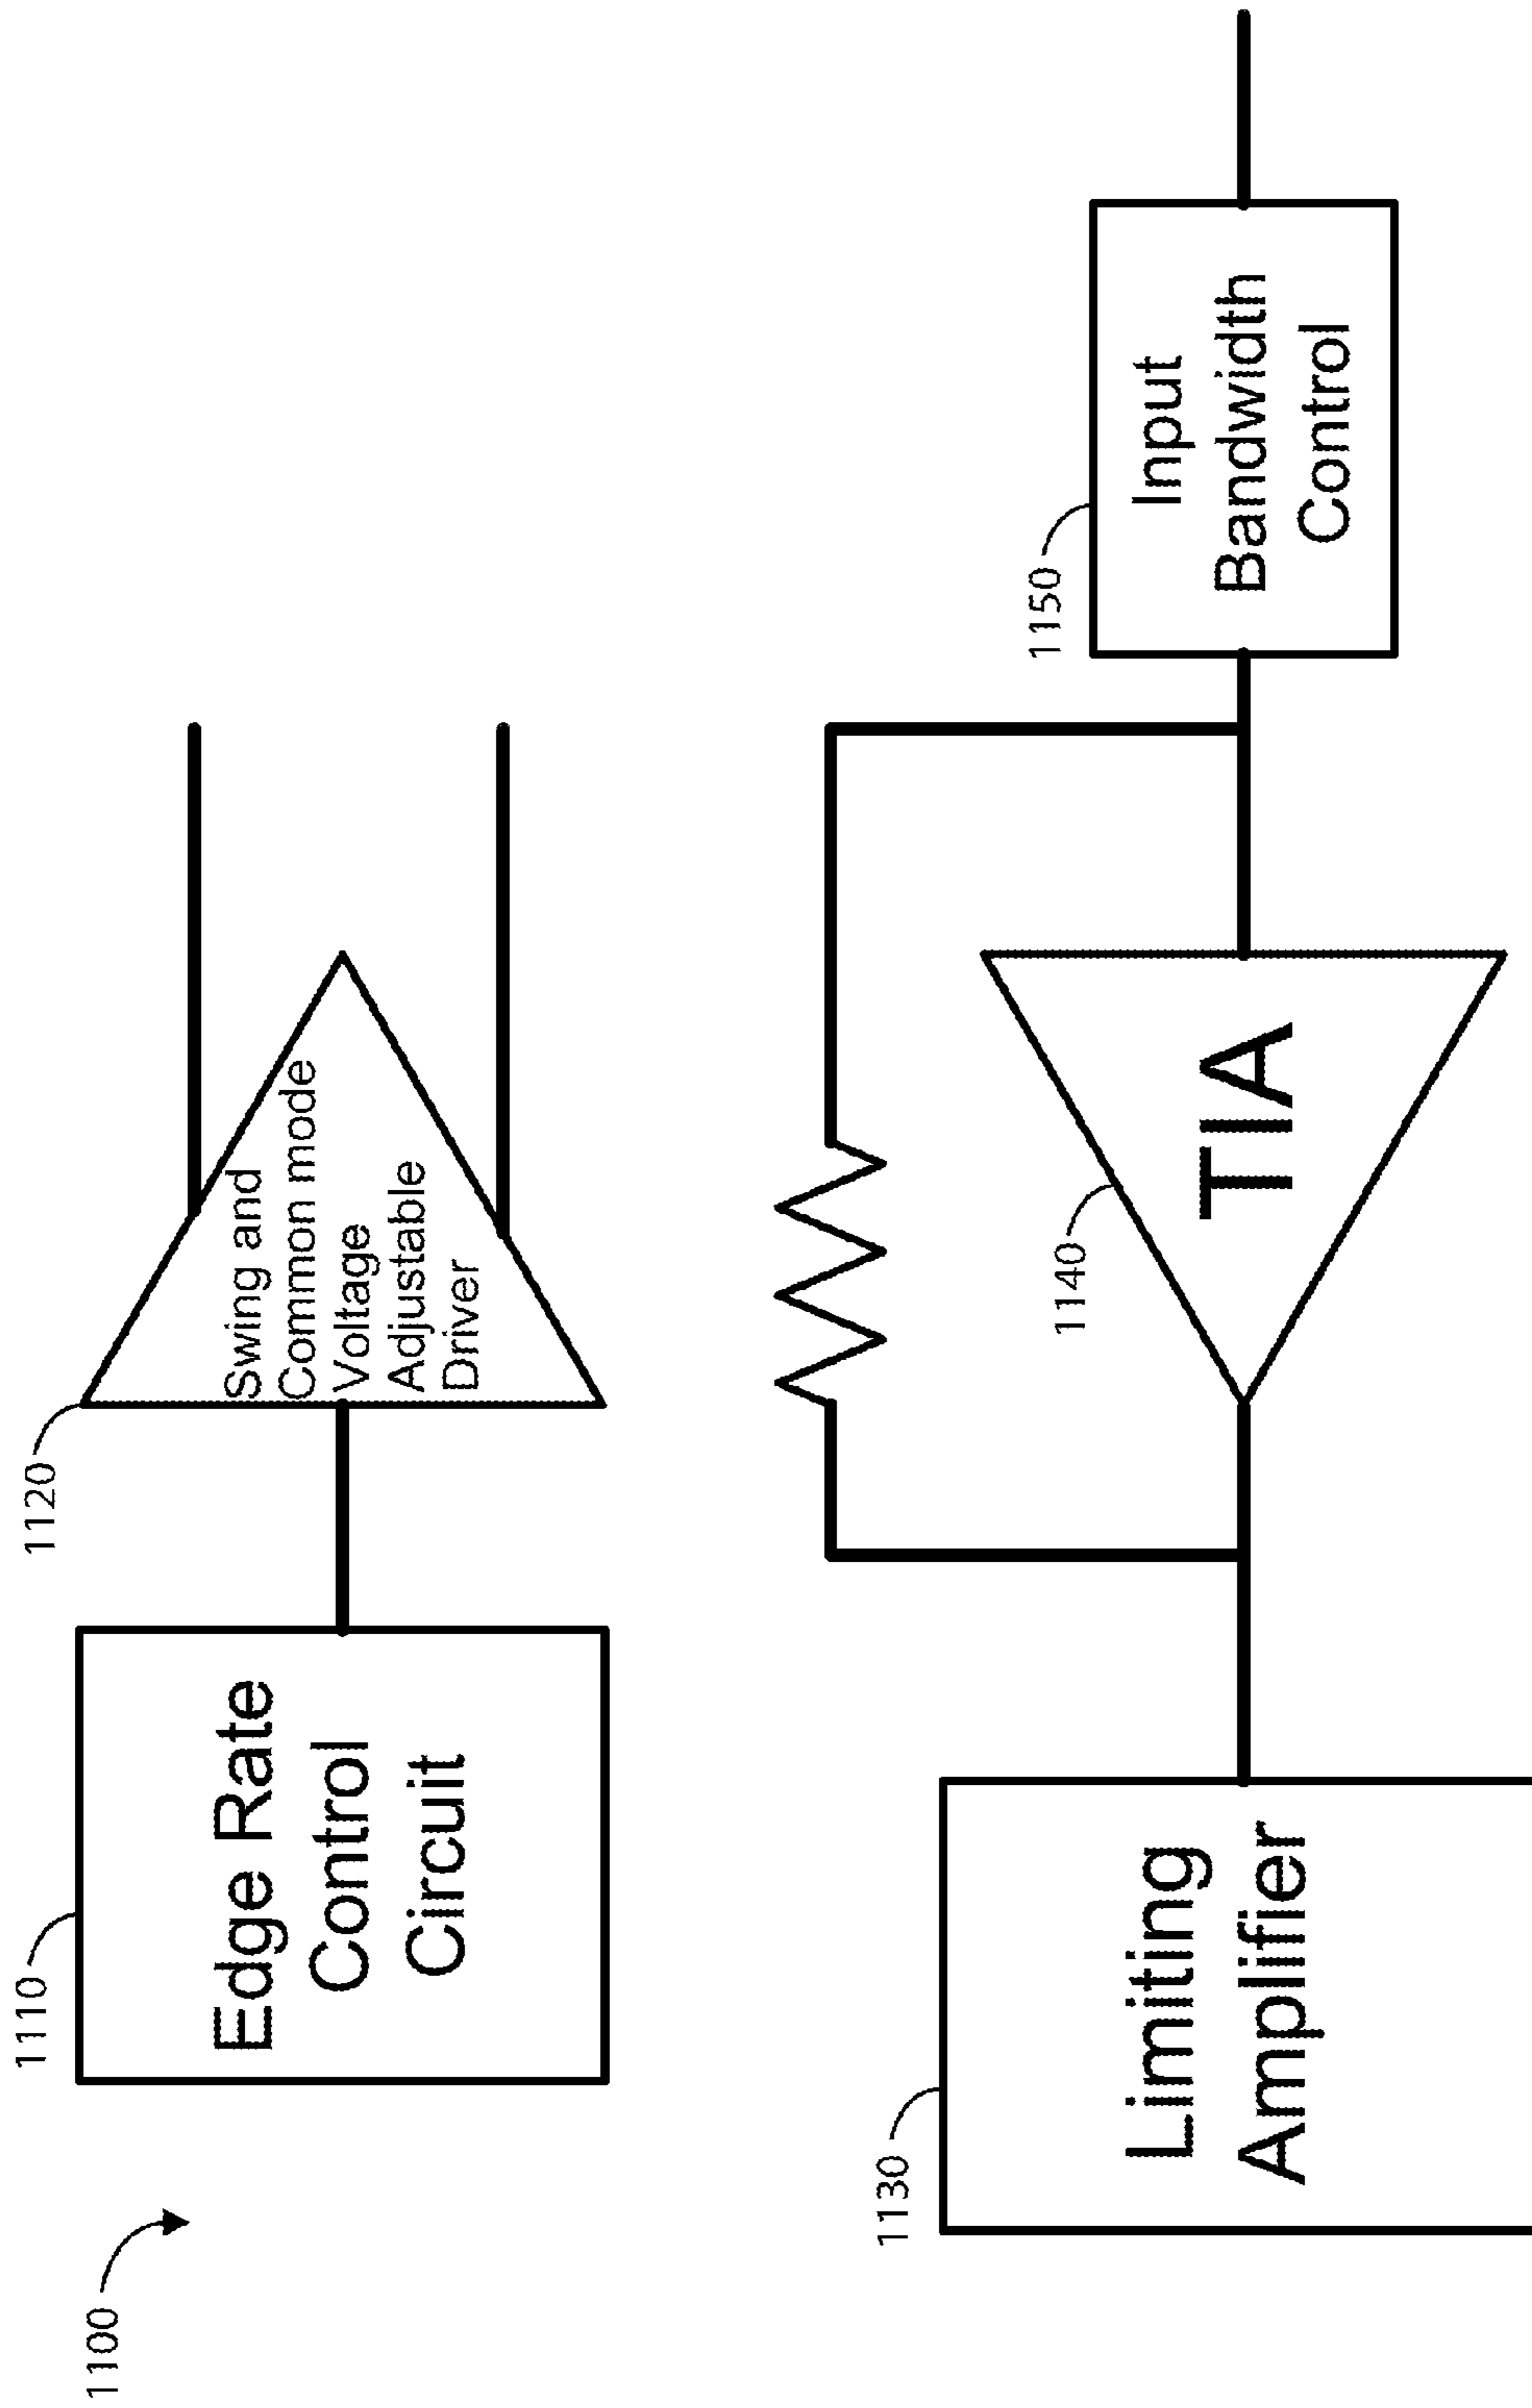 1100
1110
Edge Rate
Control
Circuit
1120
Swing and
Common mode
Voltage
Adjustable
Driver
1130
Limiting
Amplifier
1140
TIA
1150
Input
Bandwidth
Control